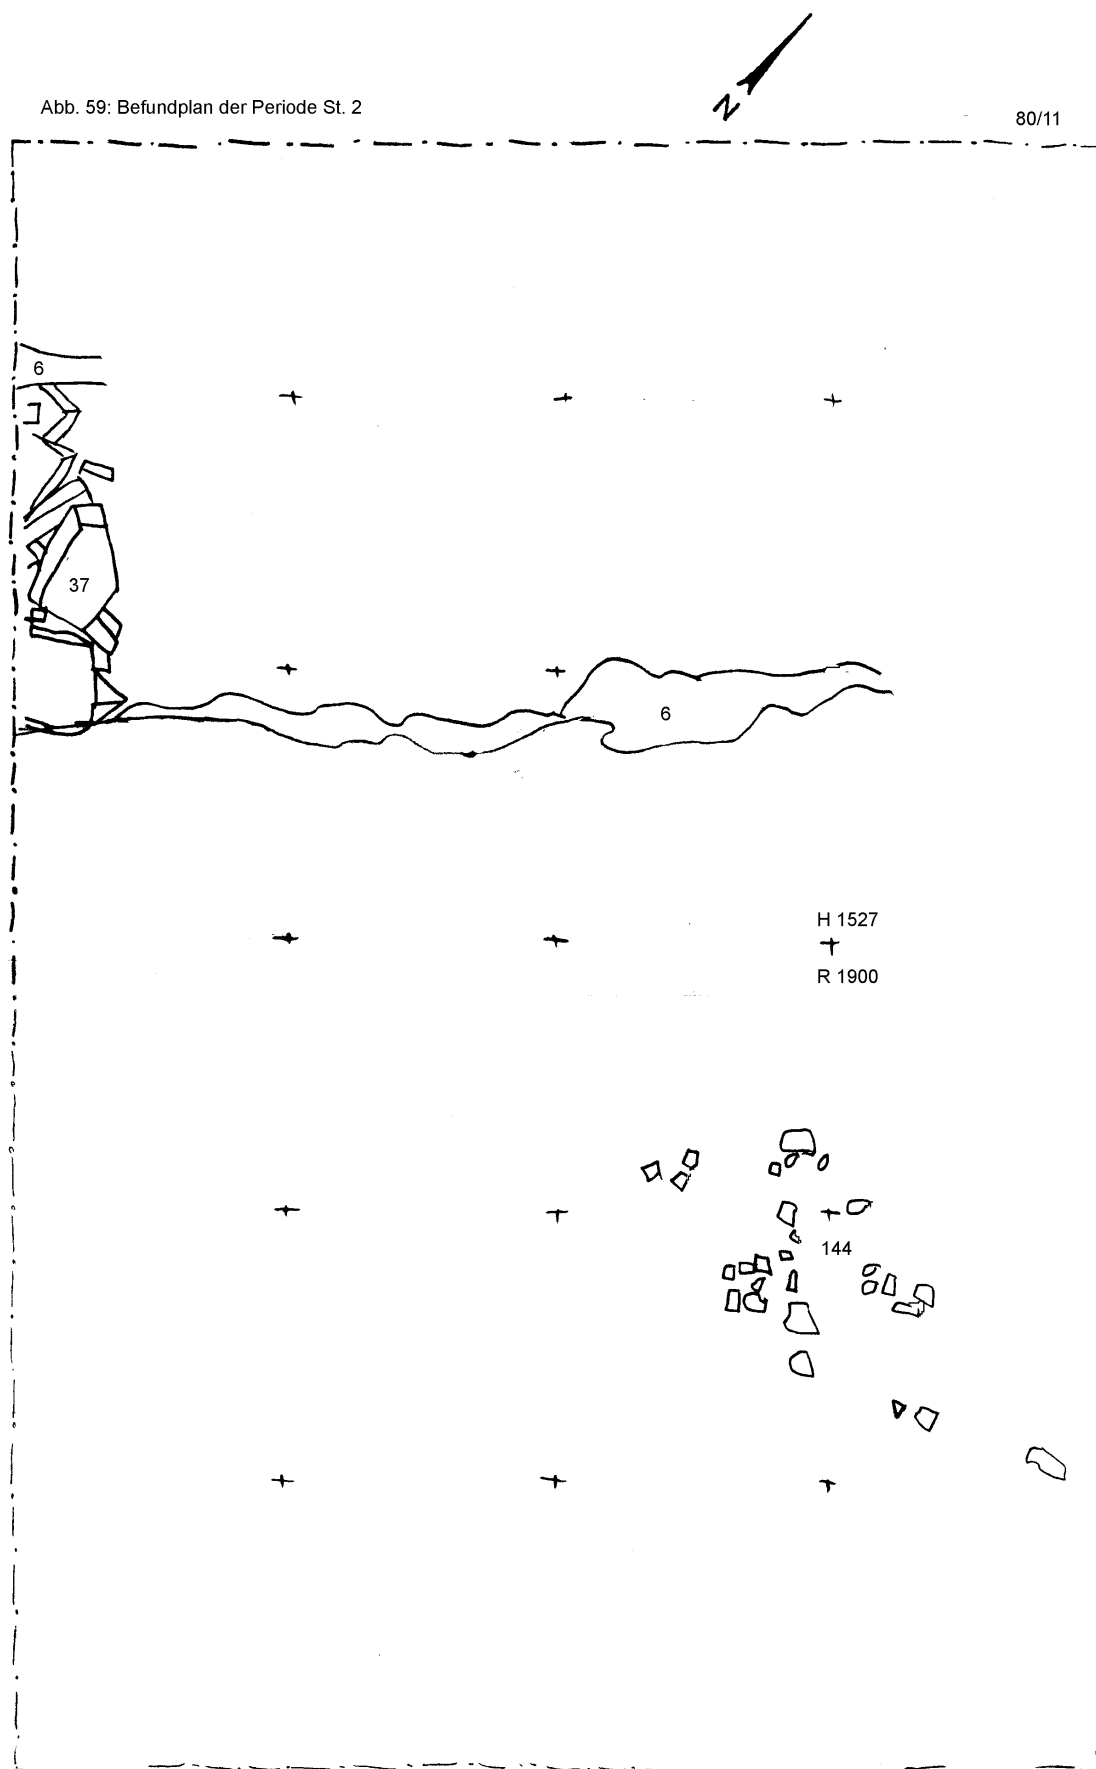 N
Abb. 59: Befundplan der Periode St. 2
80/11
6
37
6
H 1527
R 1900
144